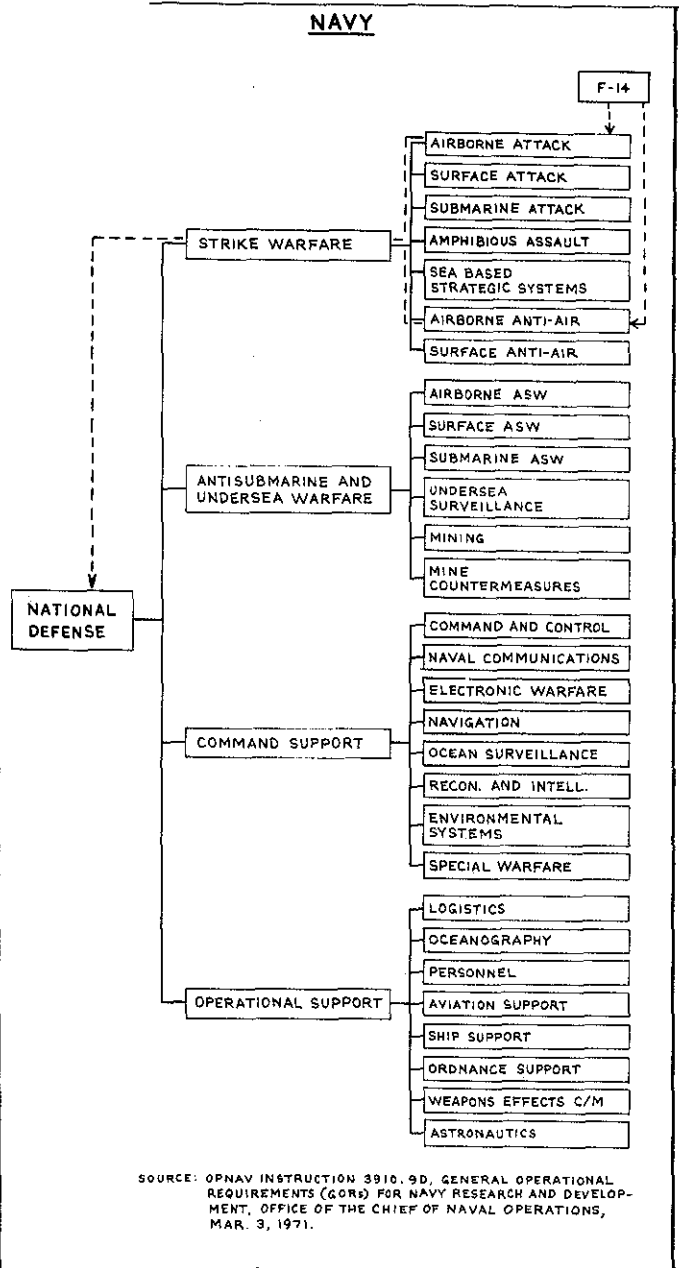 NAVY
F-14
AIRBORNE ATTACK
SURFACE ATTACK
SUBMARINE ATTACK
STRIKE WARFARE
AMPHIBIOUS ASSAULT
SEA BASED
STRATEGIC SYSTEMS
AIRBORNE ANTI-AIR
SURFACE ANTI-AIR
AIRBORNE ASW
SURFACE ASW
SUBMARINE ASW
ANTISUBMARINE AND
UNDERSEA WARFARE
UNDERSEA
SURVEILLANCE
MINING
MINE
COUNTERMEASURES
NATIONAL
DEFENSE
COMMAND AND CONTROL
NAVAL COMMUNICATIONS
ELECTRONIC WARFARE
NAVIGATION
COMMAND SUPPORT
OCEAN SURVEILLANCE
RECON. AND INTELL.
ENVIRONMENTAL
SYSTEMS
SPECIAL WARFARE
LOGISTICS
OCEANOGRAPHY
PERSONNEL
OPERATIONAL SUPPORT
AVIATION SUPPORT
SHIP SUPPORT
ORDNANCE SUPPORT
WEAPONS EFFECTS C/M
ASTRONAUTICS
SOURCE: OPNAV INSTRUCTION 3910.9D, GENERAL OPERATIONAL
REQUIREMENTS (GORs) FOR NAVY RESEARCH AND DEVELOP-
MENT, OFFICE OF THE CHIEF OF NAVAL OPERATIONS,
MAR. 3, 1971.